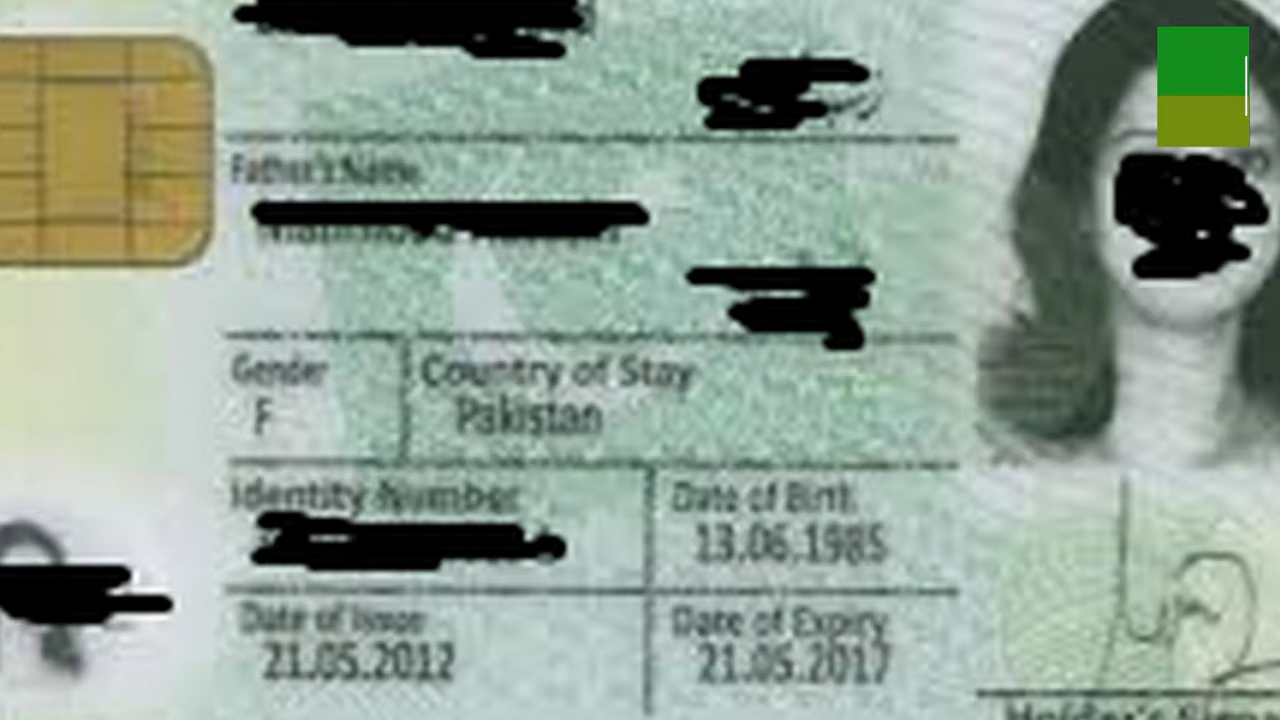 Father's Name
Gender
Country of Stay
F
Pakistan
Identity Number
Date of Birth
13.06.1985
Date of Issue
Date of Expiry
21.05.2012
21.05.2017
Holder's